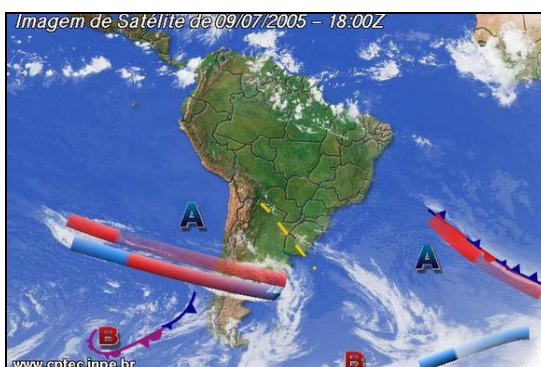 Imagem de Satélite de 09/07/2005 – 18:00Z
A
A
B
B
www.cptec.inpe.br